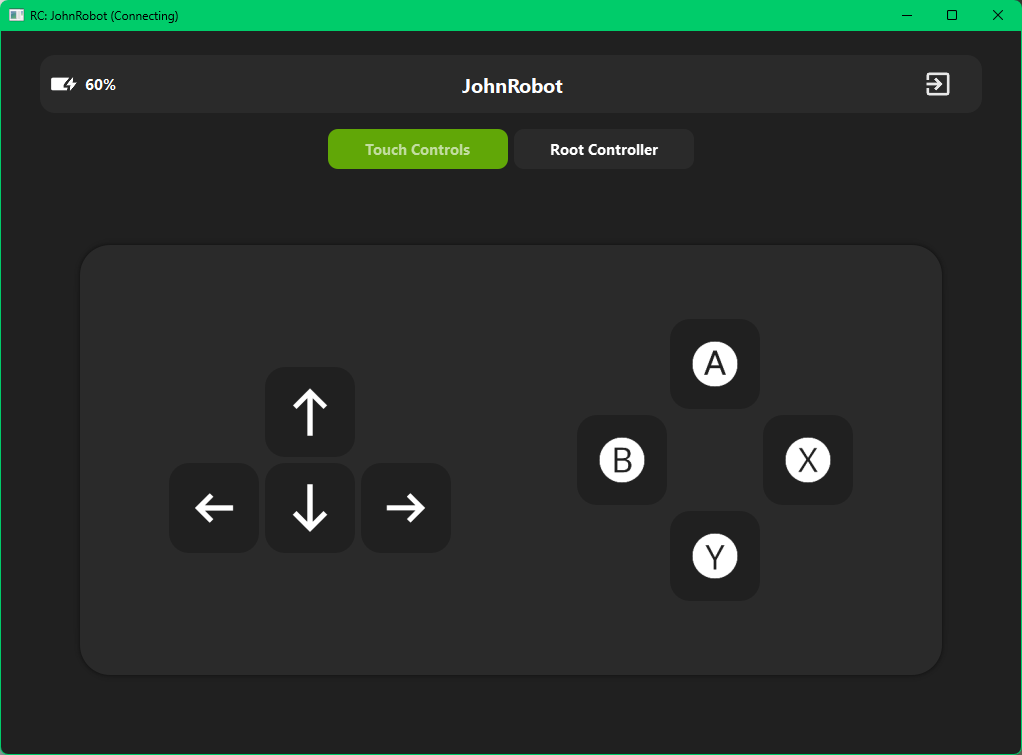 RC: JohnRobot (Connecting)
60%
JohnRobot
Touch Controls
Root Controller
A
B
X
Y